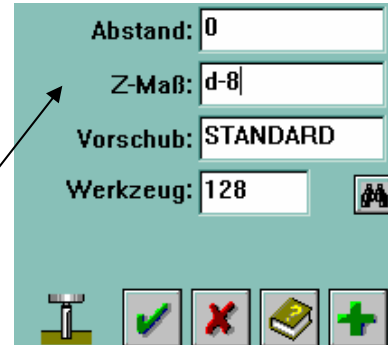 Abstand: 0
Z-Maß: d-8
Vorschub: STANDARD
Werkzeug: 128
?